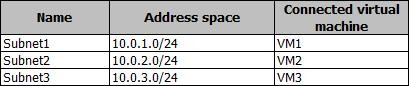 Name Address space Connected virtual
machine
Subnet1 10.0.1.0/24 VM1
Subnet2 10.0.2.0/24 VM2
Subnet3 10.0.3.0/24 VM3